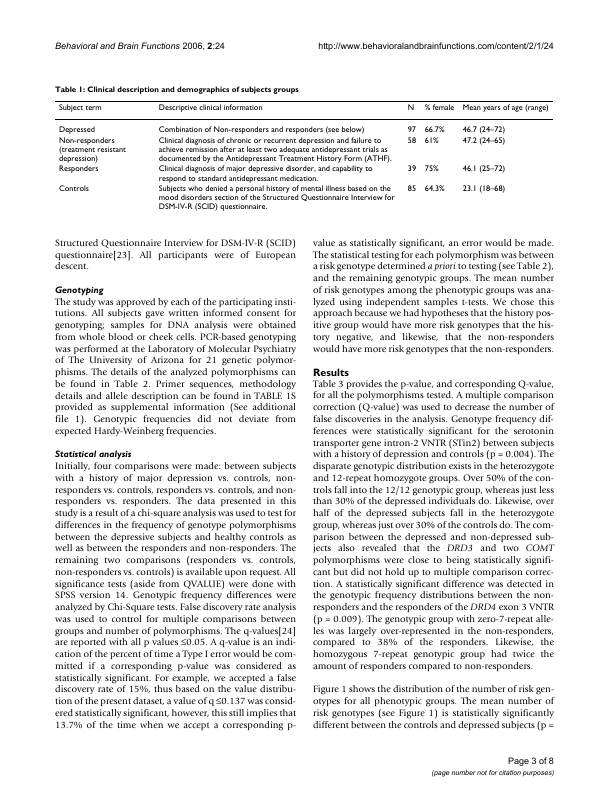 Behavioral and Brain Functions 2006, 2:24
http://www.behavioralandbrainfunctions.com/content/2/1/24
Table 1: Clinical description and demographics of subjects groups
Subject term Descriptive clinical information N % female Mean years of age (range)
Depressed Combination of Non-responders and responders (see below) 97 66.7% 46.7 (24–72)
Non-responders Clinical diagnosis of chronic or recurrent depression and failure to 58 61% 47.2 (24–65)
(treatment resistant achieve remission after at least two adequate antidepressant trials as
depression) documented by the Antidepressant Treatment History Form (ATHF).
Responders Clinical diagnosis of major depressive disorder, and capability to 39 75% 46.1 (25–72)
respond to standard antidepressant medication.
Controls Subjects who denied a personal history of mental illness based on the 85 64.3% 23.1 (18–68)
mood disorders section of the Structured Questionnaire Interview for
DSM-IV-R (SCID) questionnaire.
Structured Questionnaire Interview for DSM-IV-R (SCID)
questionnaire[23]. All participants were of European
descent.
Genotyping
The study was approved by each of the participating insti-
tutions. All subjects gave written informed consent for
genotyping; samples for DNA analysis were obtained
from whole blood or cheek cells. PCR-based genotyping
was performed at the Laboratory of Molecular Psychiatry
of The University of Arizona for 21 genetic polymor-
phisms. The details of the analyzed polymorphisms can
be found in Table 2. Primer sequences, methodology
details and allele description can be found in TABLE 1S
provided as supplemental information (See additional
file 1). Genotypic frequencies did not deviate from
expected Hardy-Weinberg frequencies.
Statistical analysis
Initially, four comparisons were made: between subjects
with a history of major depression vs. controls, non-
responders vs. controls, responders vs. controls, and non-
responders vs. responders. The data presented in this
study is a result of a chi-square analysis was used to test for
differences in the frequency of genotype polymorphisms
between the depressive subjects and healthy controls as
well as between the responders and non-responders. The
remaining two comparisons (responders vs. controls,
non-responders vs. controls) is available upon request. All
significance tests (aside from QVALUE) were done with
SPSS version 14. Genotypic frequency differences were
analyzed by Chi-Square tests. False discovery rate analysis
was used to control for multiple comparisons between
groups and number of polymorphisms. The q-values[24]
are reported with all p values ≤0.05. A q-value is an indi-
cation of the percent of time a Type I error would be com-
mitted if a corresponding p-value was considered as
statistically significant. For example, we accepted a false
discovery rate of 15%, thus based on the value distribu-
tion of the present dataset, a value of q ≤0.137 was consid-
ered statistically significant, however, this still implies that
13.7% of the time when we accept a corresponding p-
value as statistically significant, an error would be made.
The statistical testing for each polymorphism was between
a risk genotype determined a priori to testing (see Table 2),
and the remaining genotypic groups. The mean number
of risk genotypes among the phenotypic groups was ana-
lyzed using independent samples t-tests. We chose this
approach because we had hypotheses that the history pos-
itive group would have more risk genotypes that the his-
tory negative, and likewise, that the non-responders
would have more risk genotypes that the non-responders.
Results
Table 3 provides the p-value, and corresponding Q-value,
for all the polymorphisms tested. A multiple comparison
correction (Q-value) was used to decrease the number of
false discoveries in the analysis. Genotype frequency dif-
ferences were statistically significant for the serotonin
transporter gene intron-2 VNTR (STin2) between subjects
with a history of depression and controls (p = 0.004). The
disparate genotypic distribution exists in the heterozygote
and 12-repeat homozygote groups. Over 50% of the con-
trols fall into the 12/12 genotypic group, whereas just less
than 30% of the depressed individuals do. Likewise, over
half of the depressed subjects fall in the heterozygote
group, whereas just over 30% of the controls do. The com-
parison between the depressed and non-depressed sub-
jects also revealed that the DRD3 and two COMT
polymorphisms were close to being statistically signifi-
cant but did not hold up to multiple comparison correc-
tion. A statistically significant difference was detected in
the genotypic frequency distributions between the non-
responders and the responders of the DRD4 exon 3 VNTR
(p = 0.009). The genotypic group with zero-7-repeat alle-
les was largely over-represented in the non-responders,
compared to 38% of the responders. Likewise, the
homozygous 7-repeat genotypic group had twice the
amount of responders compared to non-responders.
Figure 1 shows the distribution of the number of risk gen-
otypes for all phenotypic groups. The mean number of
risk genotypes (see Figure 1) is statistically significantly
different between the controls and depressed subjects (p =
Page 3 of 8
(page number not for citation purposes)